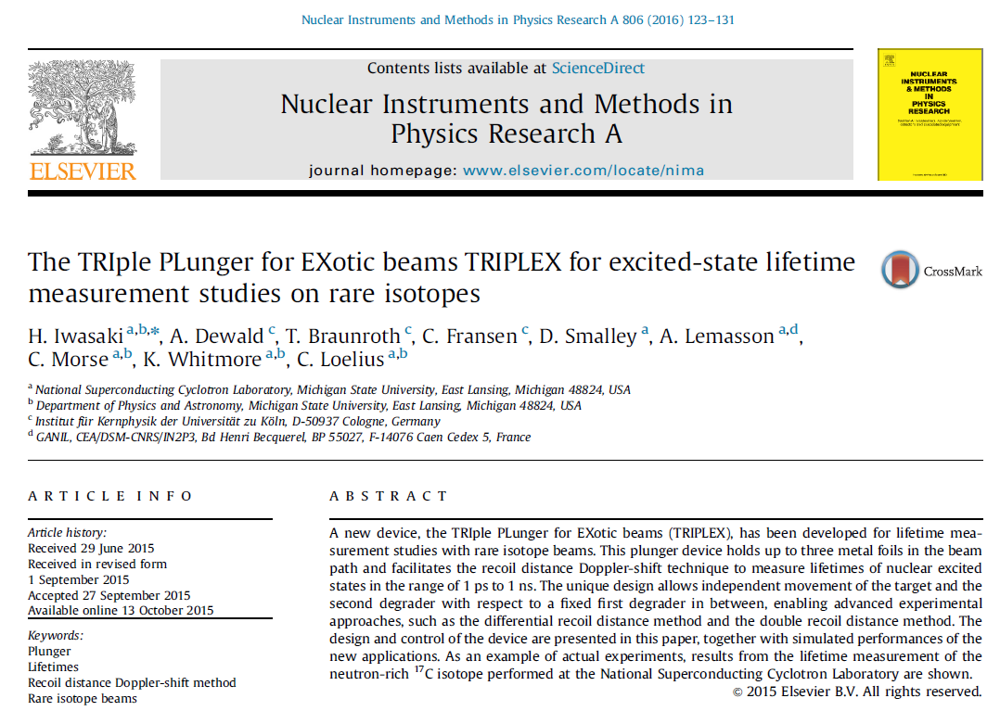 Nuclear Instruments and Methods in Physics Research A 806 (2016) 123–131
Contents lists available at ScienceDirect
Nuclear Instruments and Methods in
Physics Research A
journal homepage: www.elsevier.com/locate/nima
ELSEVIER
NUCLEAR
INSTRUMENTS
& METHODS
IN
PHYSICS
RESEARCH
The TRIple PLunger for EXotic beams TRIPLEX for excited-state lifetime
measurement studies on rare isotopes
CrossMark
H. Iwasaki a,b,*, A. Dewald c, T. Braunroth c, C. Fransen c, D. Smalley a, A. Lemasson a,d,
C. Morse a,b, K. Whitmore a,b, C. Loelius a,b
a National Superconducting Cyclotron Laboratory, Michigan State University, East Lansing, Michigan 48824, USA
b Department of Physics and Astronomy, Michigan State University, East Lansing, Michigan 48824, USA
c Institut für Kernphysik der Universität zu Köln, D-50937 Cologne, Germany
d GANIL, CEA/DSM-CNRS/IN2P3, Bd Henri Becquerel, BP 55027, F-14076 Caen Cedex 5, France
ARTICLE INFO
Article history:
Received 29 June 2015
Received in revised form
1 September 2015
Accepted 27 September 2015
Available online 13 October 2015
Keywords:
Plunger
Lifetimes
Recoil distance Doppler-shift method
Rare isotope beams
ABSTRACT
A new device, the TRIple PLunger for EXotic beams (TRIPLEX), has been developed for lifetime mea-
surement studies with rare isotope beams. This plunger device holds up to three metal foils in the beam
path and facilitates the recoil distance Doppler-shift technique to measure lifetimes of nuclear excited
states in the range of 1 ps to 1 ns. The unique design allows independent movement of the target and the
second degrader with respect to a fixed first degrader in between, enabling advanced experimental
approaches, such as the differential recoil distance method and the double recoil distance method. The
design and control of the device are presented in this paper, together with simulated performances of the
new applications. As an example of actual experiments, results from the lifetime measurement of the
neutron-rich 17C isotope performed at the National Superconducting Cyclotron Laboratory are shown.
© 2015 Elsevier B.V. All rights reserved.